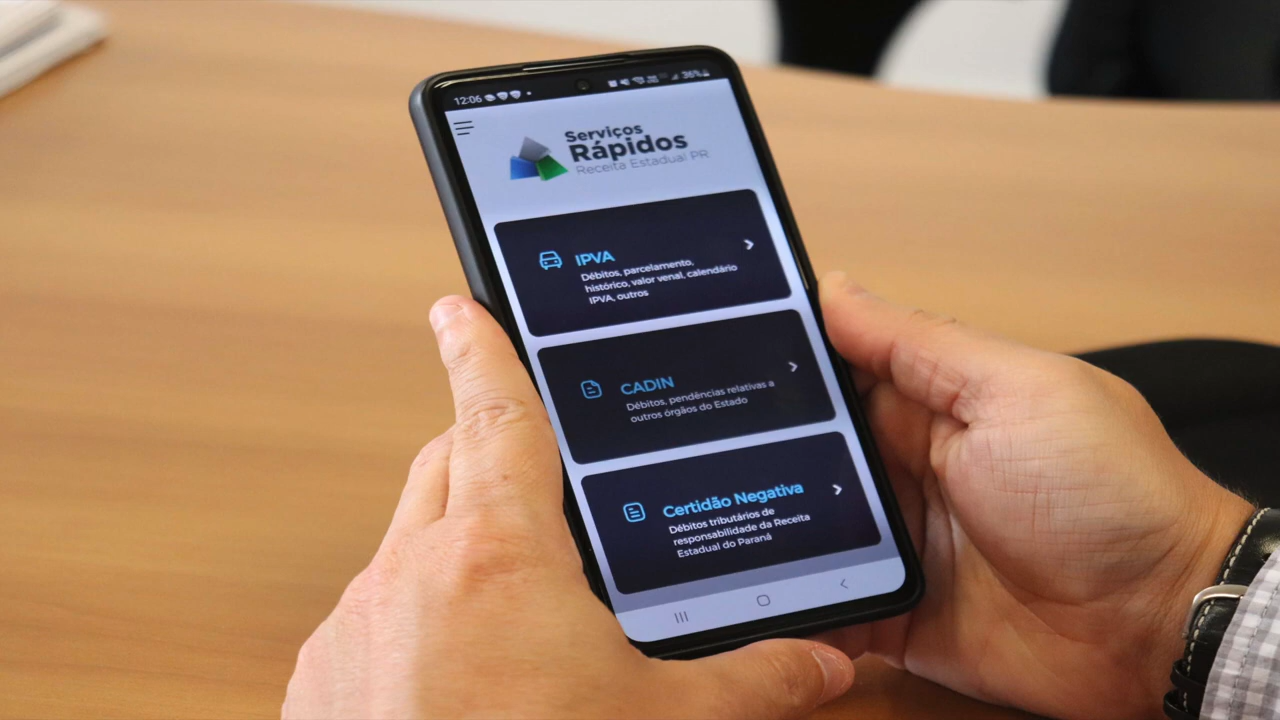 12:06
36%
Serviços
Rápidos
Receita Estadual PR
IPVA
Débitos, parcelamento,
histórico, valor venal, calendário
IPVA, outros
CADIN
Débitos, pendências relativas a
outros órgãos do Estado
Certidão Negativa
Débitos tributários de
responsabilidade da Receita
Estadual do Paraná